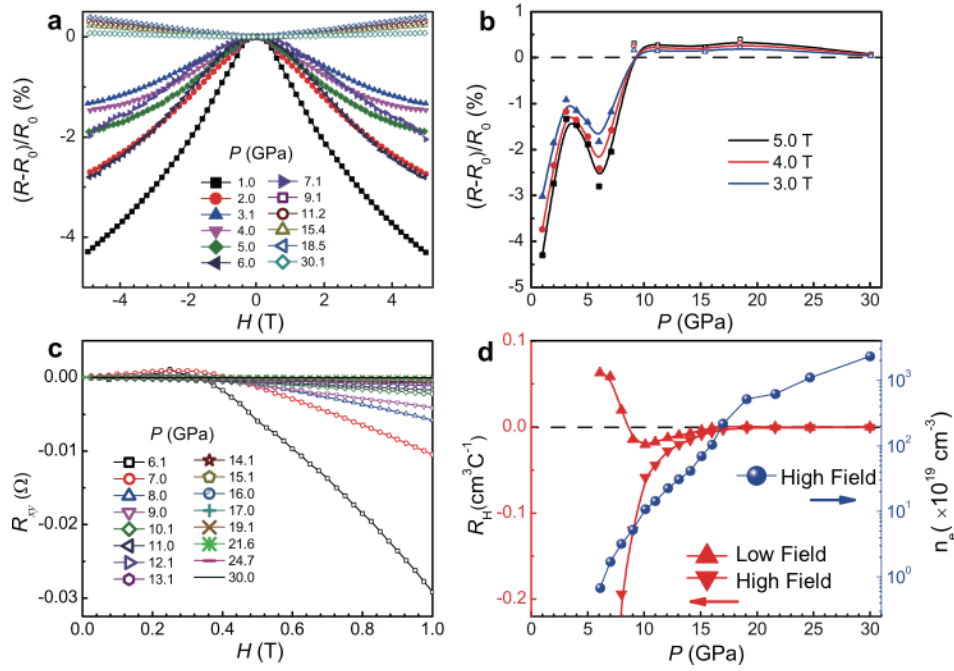 a
(R-R₀)/R₀ (%)
0
-2
-4
P (GPa)
1.0 7.1
2.0 9.1
3.1 11.2
4.0 15.4
5.0 18.5
6.0 30.1
-4 -2 0 2 4
H (T)
b
(R-R₀)/R₀ (%)
1
0
-1
-2
-3
-4
-5
5.0 T
4.0 T
3.0 T
0 5 10 15 20 25 30
P (GPa)
c
R_xy (Ω)
0.00
-0.01
-0.02
-0.03
P (GPa)
6.1 14.1
7.0 15.1
8.0 16.0
9.0 17.0
10.1 19.1
11.0 21.6
12.1 24.7
13.1 30.0
0.0 0.2 0.4 0.6 0.8 1.0
H (T)
d
R_H(cm³C⁻¹)
0.1
0.0
-0.1
-0.2
High Field
Low Field
High Field
10³
10²
10¹
10⁰
n_e( ×10¹⁹ cm⁻³)
0 5 10 15 20 25 30
P (GPa)